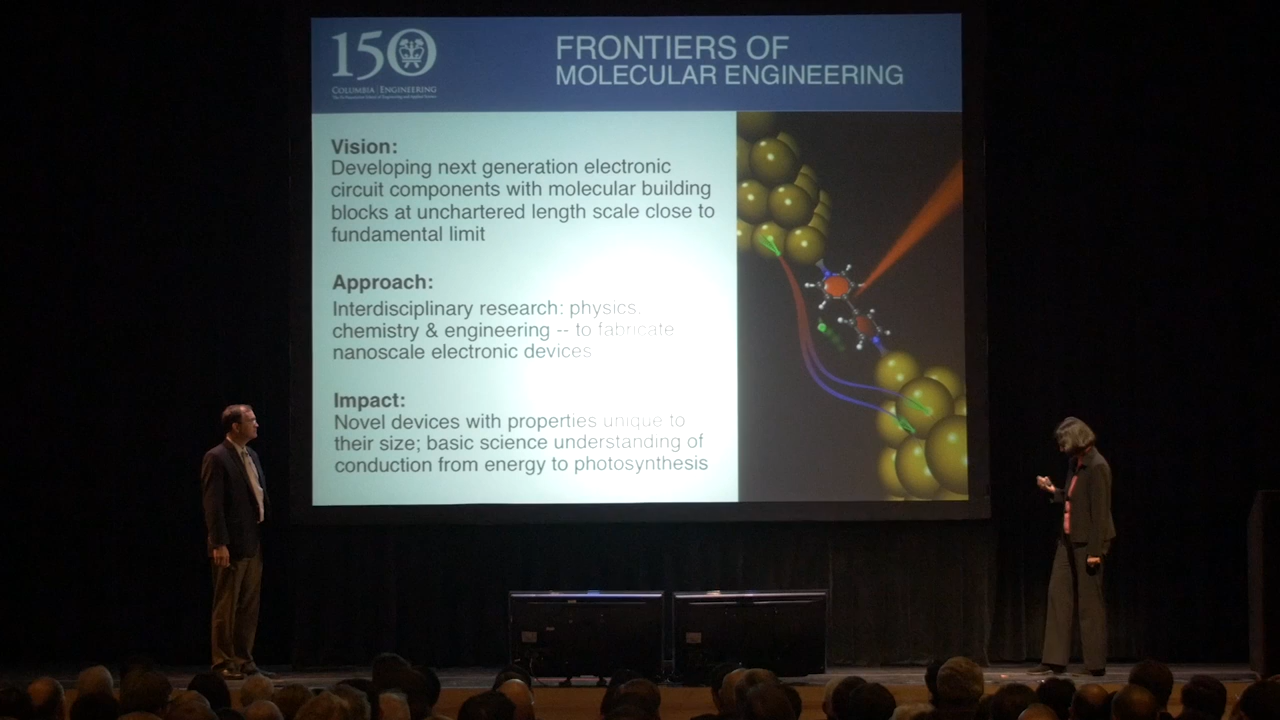 150
COLUMBIA | ENGINEERING
FRONTIERS OF
MOLECULAR ENGINEERING
Vision:
Developing next generation electronic
circuit components with molecular building
blocks at unchartered length scale close to
fundamental limit
Approach:
Interdisciplinary research: physics,
chemistry & engineering -- to fabricate
nanoscale electronic devices
Impact:
Novel devices with properties unique to
their size; basic science understanding of
conduction from energy to photosynthesis